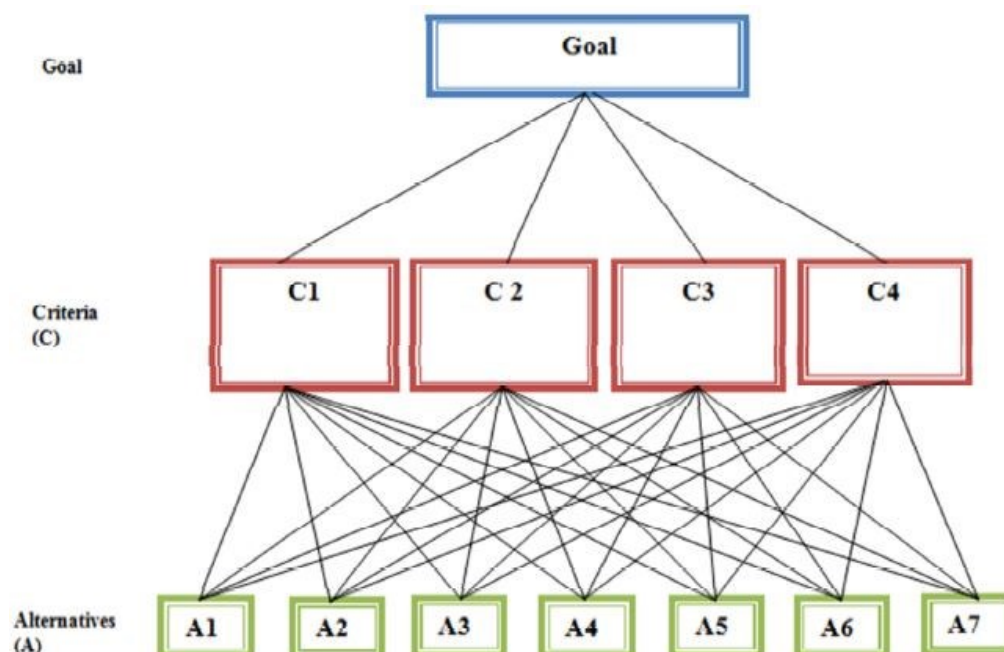 Goal
Goal
C1
C 2
C3
C4
Criteria
(C)
Alternatives
(A)
A1
A2
A3
A4
A5
A6
A7